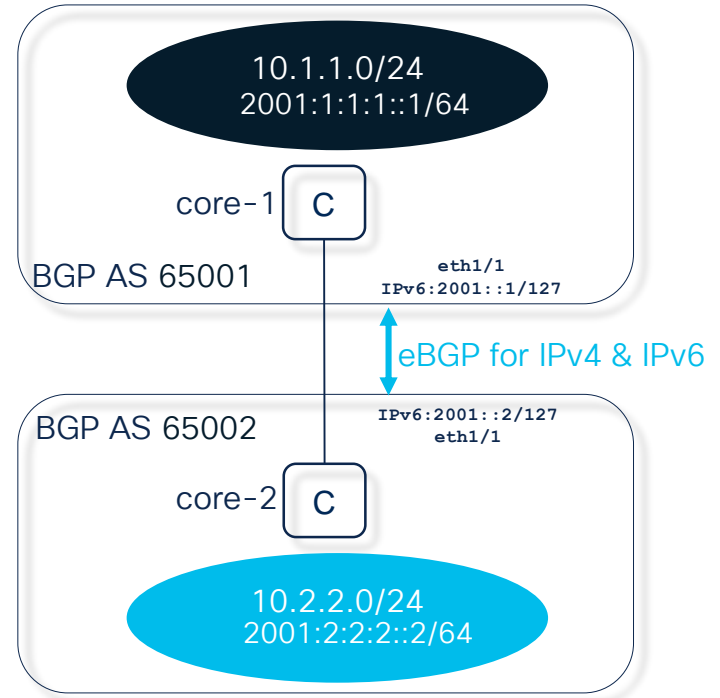 10.1.1.0/24
2001:1:1:1::1/64
core-1
C
BGP AS 65001
eth1/1
IPv6:2001::1/127
eBGP for IPv4 & IPv6
BGP AS 65002
IPv6:2001::2/127
eth1/1
core-2
C
10.2.2.0/24
2001:2:2:2::2/64